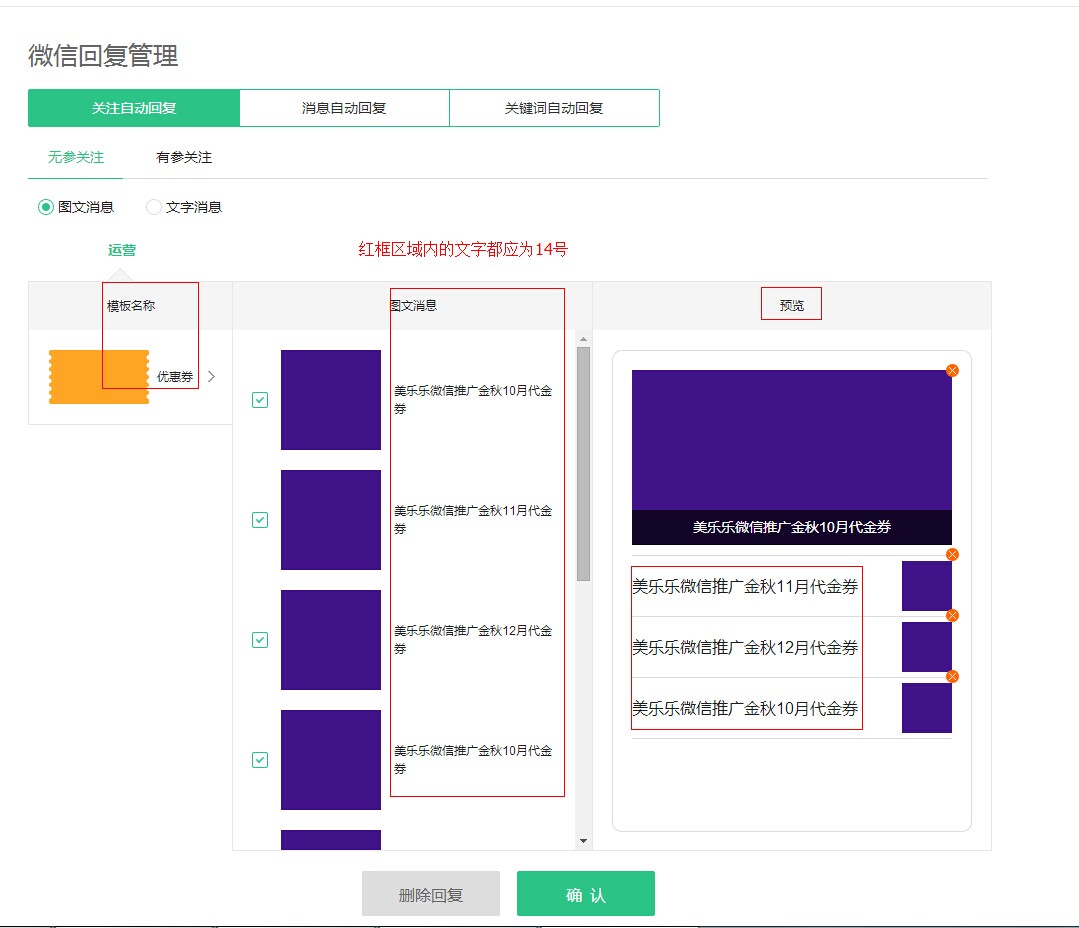 微信回复管理
关注自动回复 消息自动回复 关键词自动回复
无参关注 有参关注
图文消息 文字消息
运营
红框区域内的文字都应为14号
模板名称 图文消息 预览
优惠券
美乐乐微信推广金秋10月代金
券
美乐乐微信推广金秋11月代金
券
美乐乐微信推广金秋12月代金
券
美乐乐微信推广金秋10月代金
券
美乐乐微信推广金秋10月代金券
美乐乐微信推广金秋11月代金券
美乐乐微信推广金秋12月代金券
美乐乐微信推广金秋10月代金券
删除回复 确 认